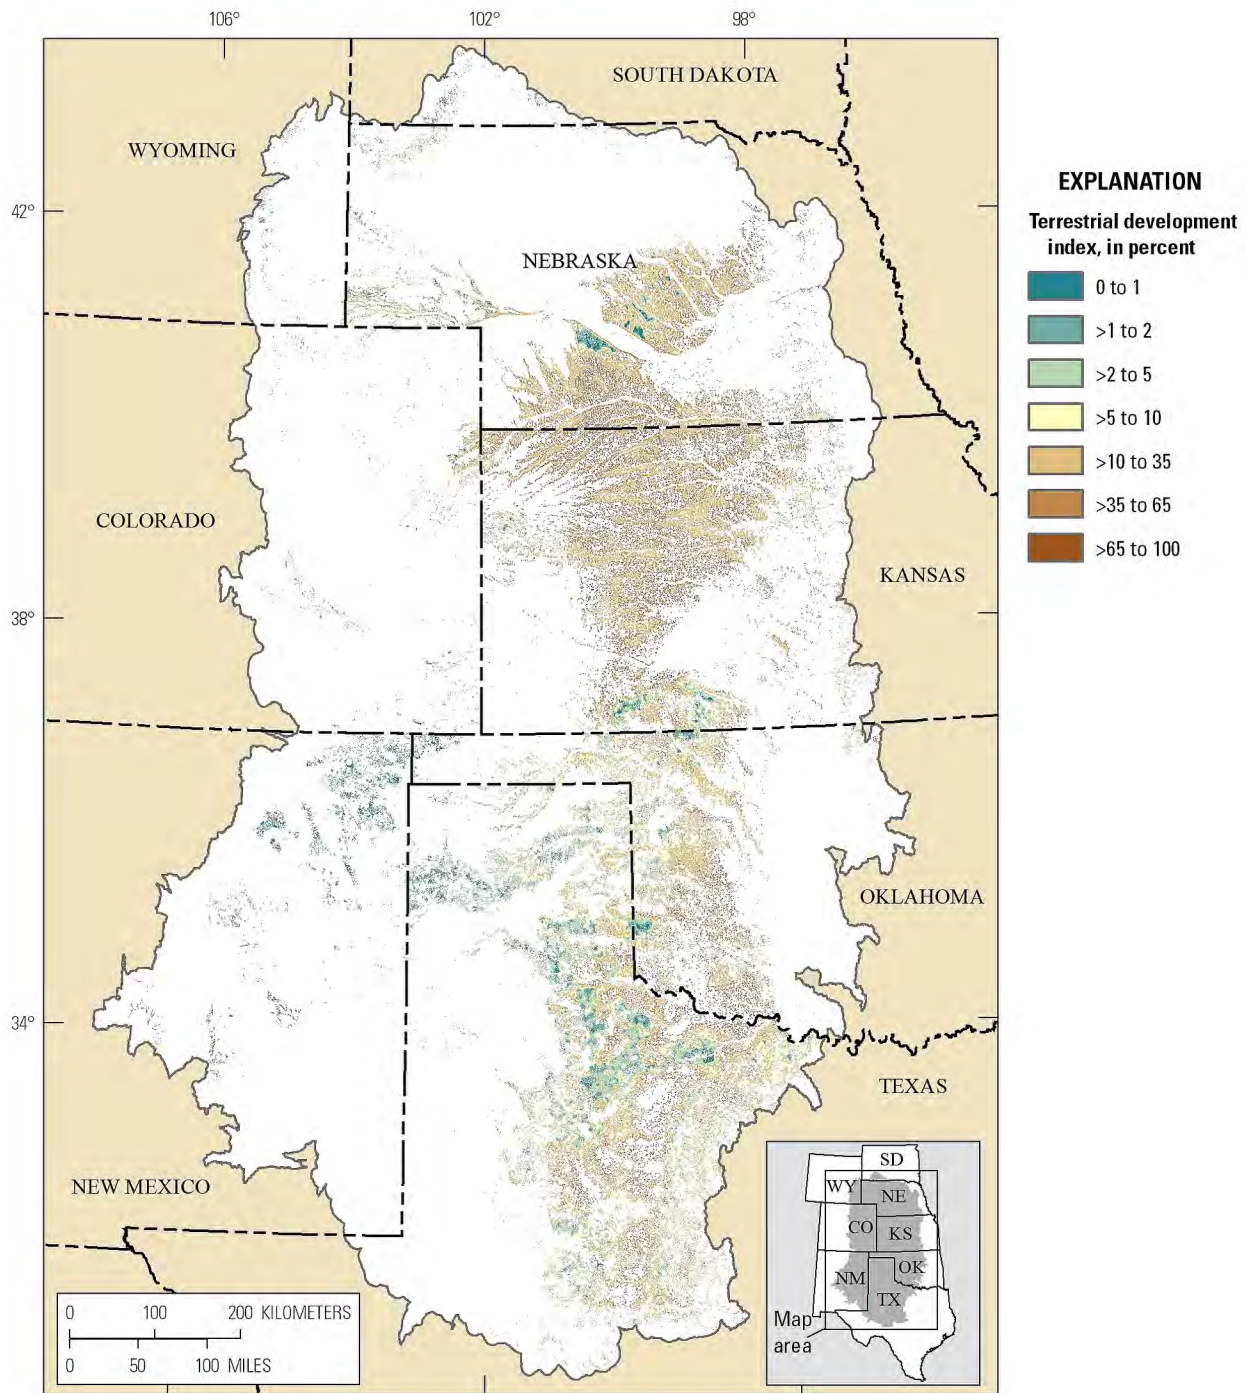 106° 102° 98°
SOUTH DAKOTA
WYOMING
42°
NEBRASKA
COLORADO
KANSAS
38°
OKLAHOMA
34°
TEXAS
NEW MEXICO
EXPLANATION
Terrestrial development
index, in percent
0 to 1
>1 to 2
>2 to 5
>5 to 10
>10 to 35
>35 to 65
>65 to 100
0 100 200 KILOMETERS
0 50 100 MILES
SD
WY
NE
CO
KS
OK
NM
TX
Map
area